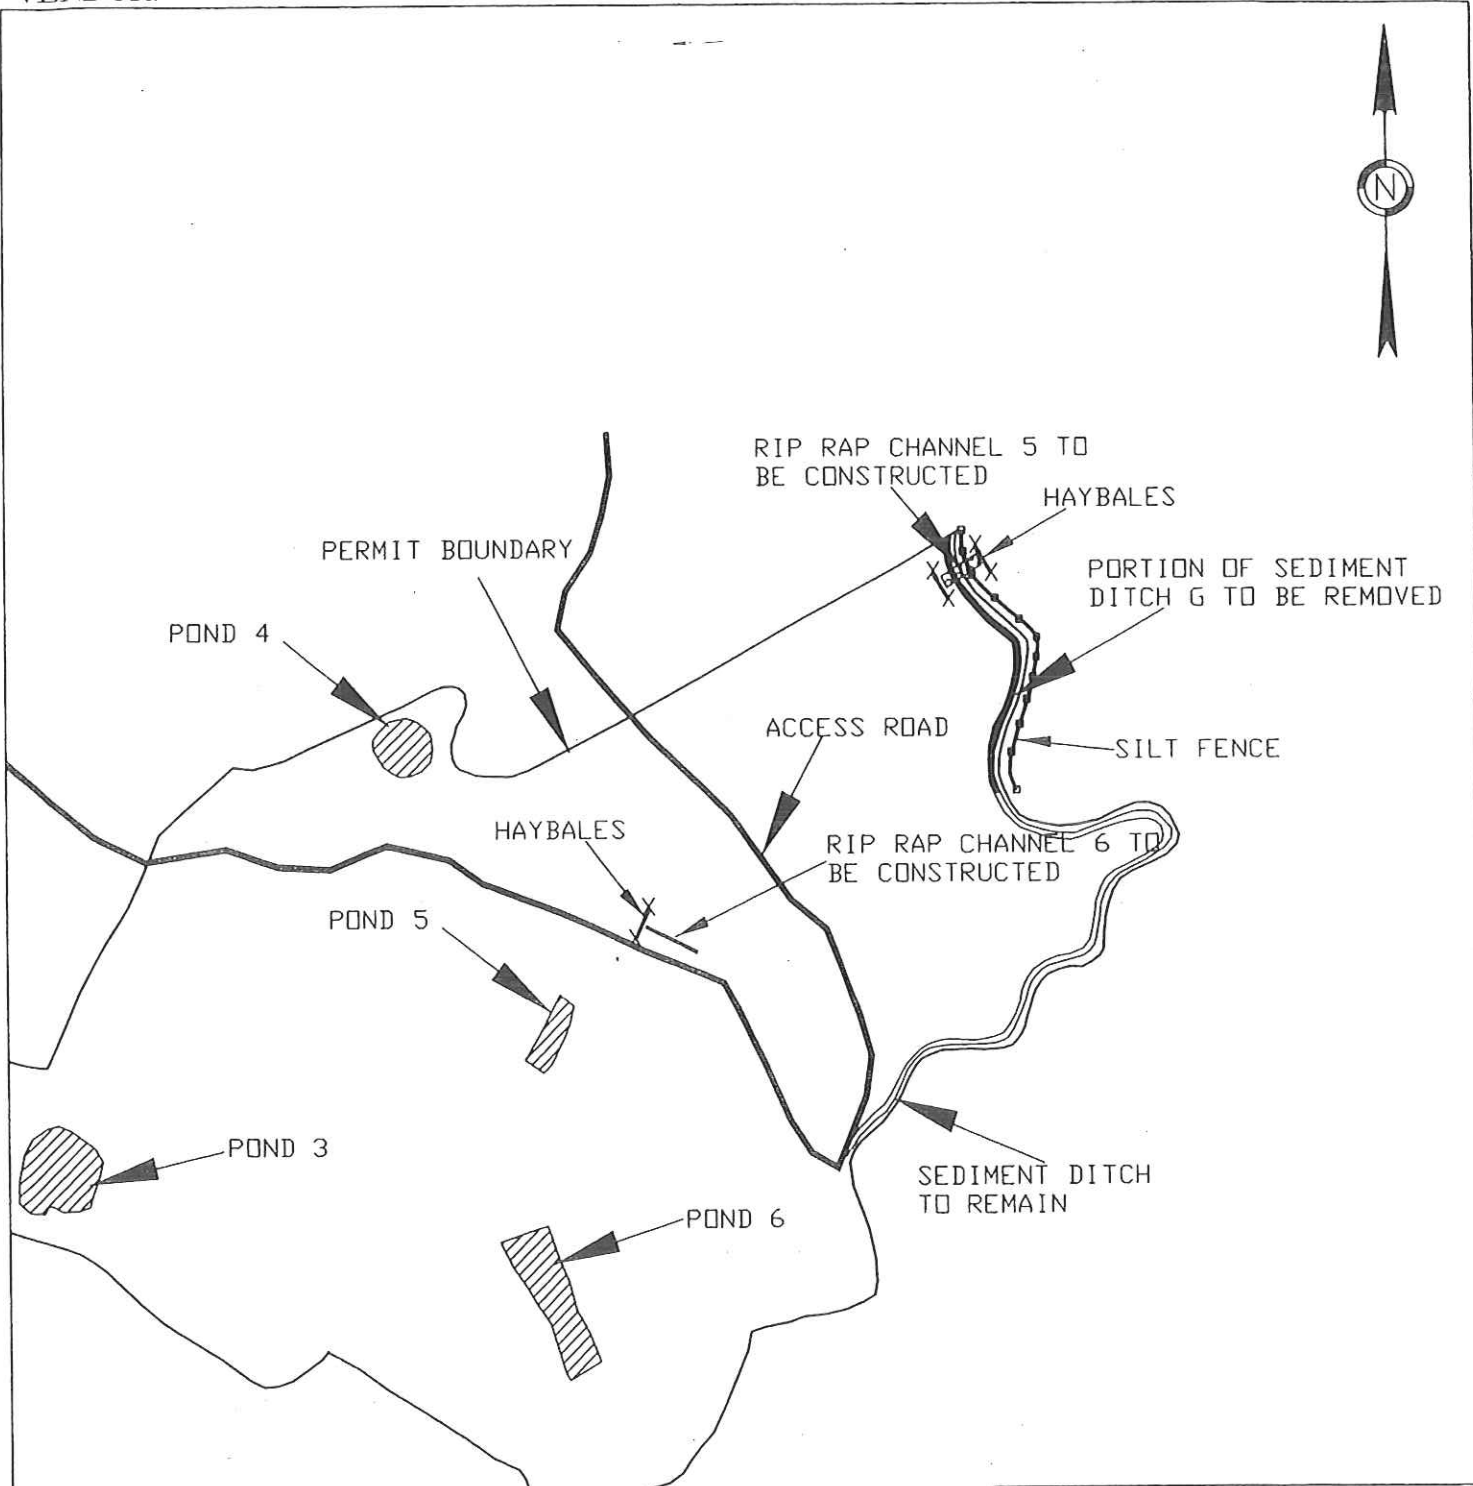 N
RIP RAP CHANNEL 5 TO
BE CONSTRUCTED
HAYBALES
PERMIT BOUNDARY
PORTION OF SEDIMENT
DITCH G TO BE REMOVED
POND 4
ACCESS ROAD
SILT FENCE
HAYBALES
RIP RAP CHANNEL 6 TO
BE CONSTRUCTED
POND 5
POND 3
SEDIMENT DITCH
TO REMAIN
POND 6